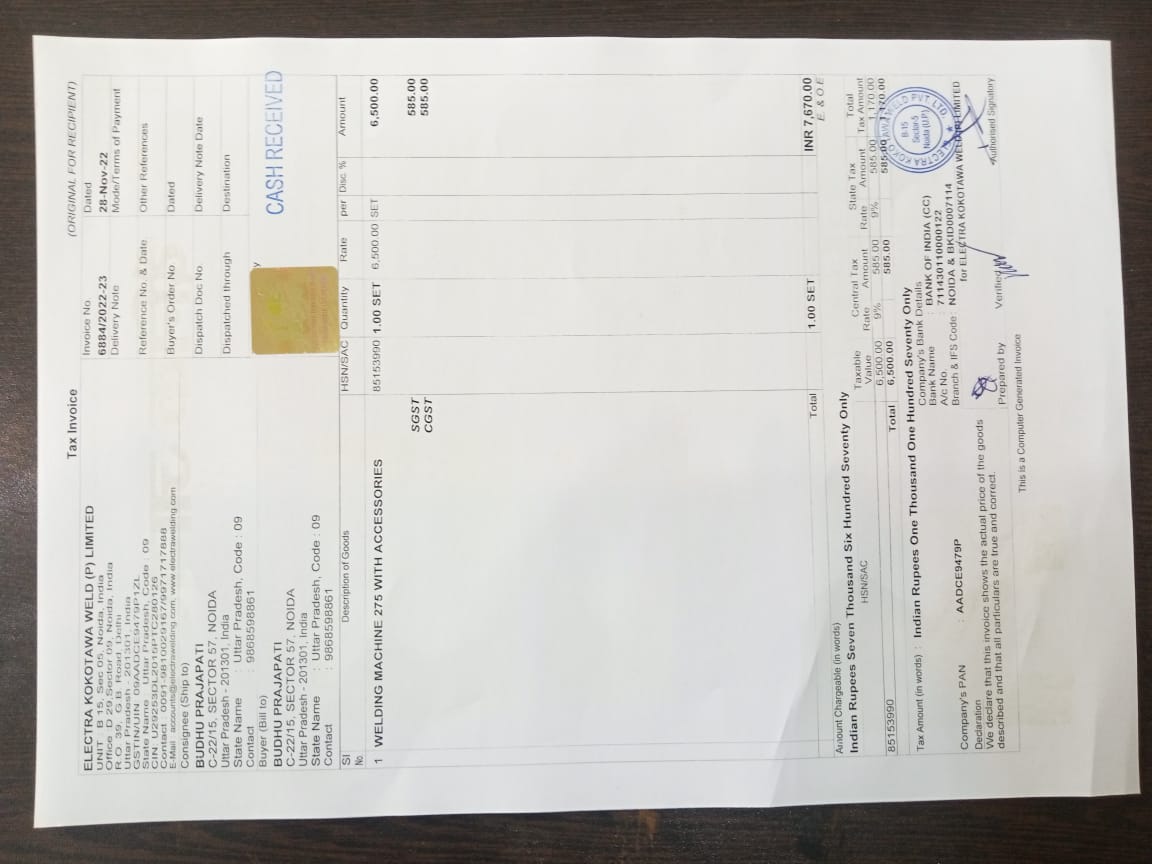 Tax Invoice
(ORIGINAL FOR RECIPIENT)
ELECTRA KOKOTAWA WELD (P) LIMITED
UNIT B 15, Sec 05, Noida, India
Office D 29 Sector 09, Noida, India
R.O. 39, G.B. Road, Delhi
Uttar Pradesh - 201301, India
GSTIN/UIN: 09AADCE9479P1ZL
State Name : Uttar Pradesh, Code : 09
CIN: U29253DL2015PTC280126
Contact : 0091-9810029167/9971717888
E-Mail : accounts@electrawelding.com, www.electrawelding.com
Invoice No. Dated
6884/2022-23 28-Nov-22
Delivery Note Mode/Terms of Payment
Reference No. & Date Other References
Buyer's Order No Dated
Dispatch Doc No. Delivery Note Date
Dispatched through Destination
Consignee (Ship to)
BUDHU PRAJAPATI
C-22/15, SECTOR 57, NOIDA
Uttar Pradesh - 201301, India
State Name : Uttar Pradesh, Code : 09
Contact : 9868598861
Buyer (Bill to)
BUDHU PRAJAPATI
C-22/15, SECTOR 57, NOIDA
Uttar Pradesh - 201301, India
State Name : Uttar Pradesh, Code : 09
Contact : 9868598861
CASH RECEIVED
Sl No. Description of Goods HSN/SAC Quantity Rate per Disc. % Amount
1 WELDING MACHINE 275 WITH ACCESSORIES 85153990 1.00 SET 6,500.00 SET 6,500.00
SGST 585.00
CGST 585.00
Total 1.00 SET INR 7,670.00
Amount Chargeable (in words) E. & O.E
Indian Rupees Seven Thousand Six Hundred Seventy Only
HSN/SAC Taxable Value Central Tax Rate Amount State Tax Rate Amount Total Tax Amount
85153990 6,500.00 9% 585.00 9% 585.00 1,170.00
Total 6,500.00 585.00 585.00 1,170.00
Tax Amount (in words) : Indian Rupees One Thousand One Hundred Seventy Only
Company's Bank Details
Bank Name : BANK OF INDIA (CC)
A/c No. : 711430110000122
Branch & IFS Code : NOIDA & BKID0007114
Company's PAN : AADCE9479P
Declaration
We declare that this invoice shows the actual price of the goods
described and that all particulars are true and correct.
for ELECTRA KOKOTAWA WELD (P) LIMITED
ELECTRA KOKOTAWA WELD PVT. LTD.
B-15
Sector-5
Noida (U.P.)
Prepared by Verified Authorised Signatory
This is a Computer Generated Invoice